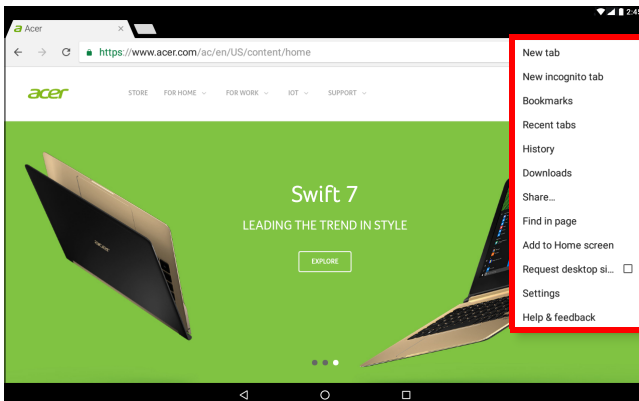 2:45
Acer
https://www.acer.com/ac/en/US/content/home
acer
STORE FOR HOME FOR WORK IOT SUPPORT
Swift 7
LEADING THE TREND IN STYLE
EXPLORE
New tab
New incognito tab
Bookmarks
Recent tabs
History
Downloads
Share...
Find in page
Add to Home screen
Request desktop si...
Settings
Help & feedback